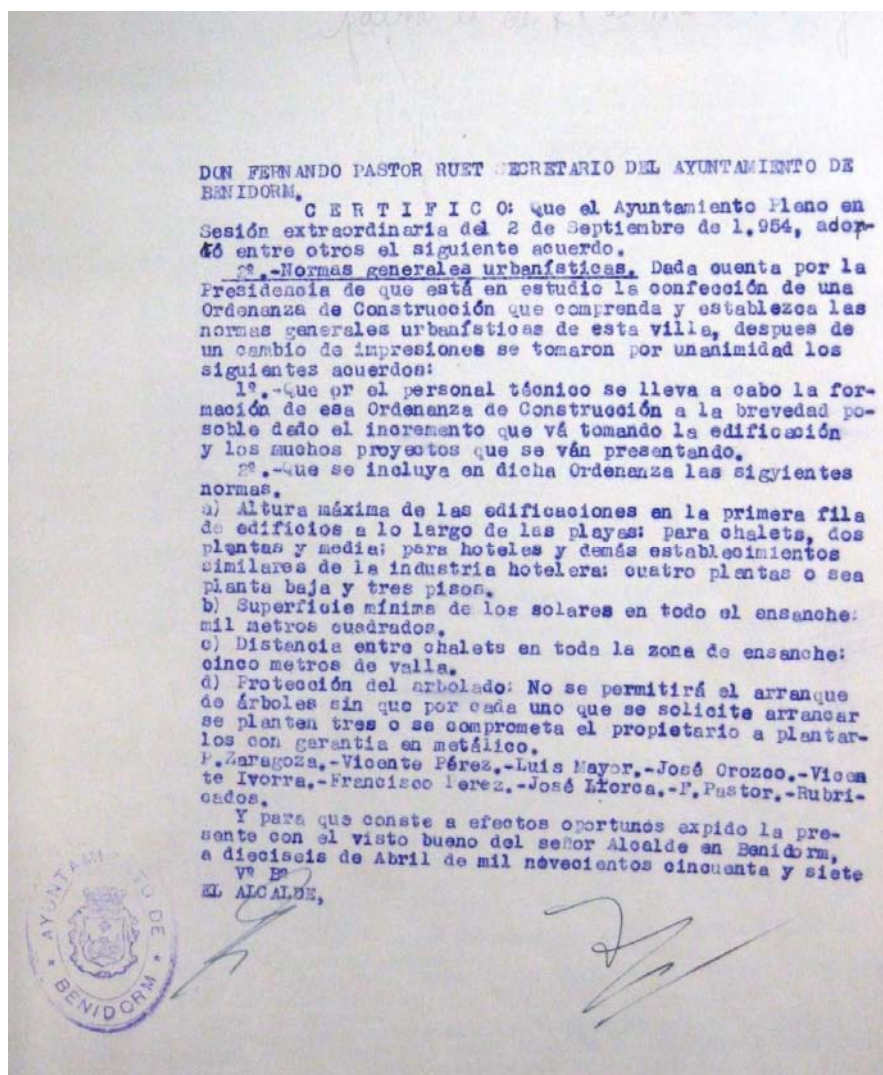 DON FERNANDO PASTOR RUET SECRETARIO DEL AYUNTAMIENTO DE
BENIDORM.
C E R T I F I C O: Que el Ayuntamiento Pleno en
Sesión extraordinaria del 2 de Septiembre de 1.954, adop-
tó entre otros el siguiente acuerdo.
2º.-Normas generales urbanísticas. Dada cuenta por la
Presidencia de que está en estudio la confección de una
Ordenanza de Construcción que comprenda y establezca las
normas generales urbanísticas de esta villa, despues de
un cambio de impresiones se tomaron por unanimidad los
siguientes acuerdos:
1º.-Que or el personal técnico se lleva a cabo la for-
mación de esa Ordenanza de Construcción a la brevedad po-
soble dado el incremento que vá tomando la edificación
y los muchos proyectos que se ván presentando.
2º.-Que se incluya en dicha Ordenanza las sigyientes
normas.
a) Altura máxima de las edificaciones en la primera fila
de edificios a lo largo de las playas: para chalets, dos
plantas y media; para hoteles y demás establecimientos
similares de la industria hotelera: cuatro plantas o sea
planta baja y tres pisos.
b) Superficie mínima de los solares en todo el ensanche:
mil metros cuadrados.
c) Distancia entre chalets en toda la zona de ensanche:
cinco metros de valla.
d) Protección del arbolado: No se permitirá el arranque
de árboles sin que por cada uno que se solicite arrancar
se planten tres o se comprometa el propietario a plantar-
los con garantia en metálico.
P.Zaragoza.-Vicente Pérez.-Luis Mayor.-José Orozco.-Vicen
te Ivorra.-Francisco Perez.-José Llorca.-F.Pastor.-Rubri-
cados.
Y para que conste a efectos oportunos expido la pre-
sente con el visto bueno del señor Alcalde en Benidorm,
a dieciseis de Abril de mil novecientos cincuenta y siete
Vº Bº
EL ALCALDE,
AYUNTAMIENTO DE
* BENIDORM *